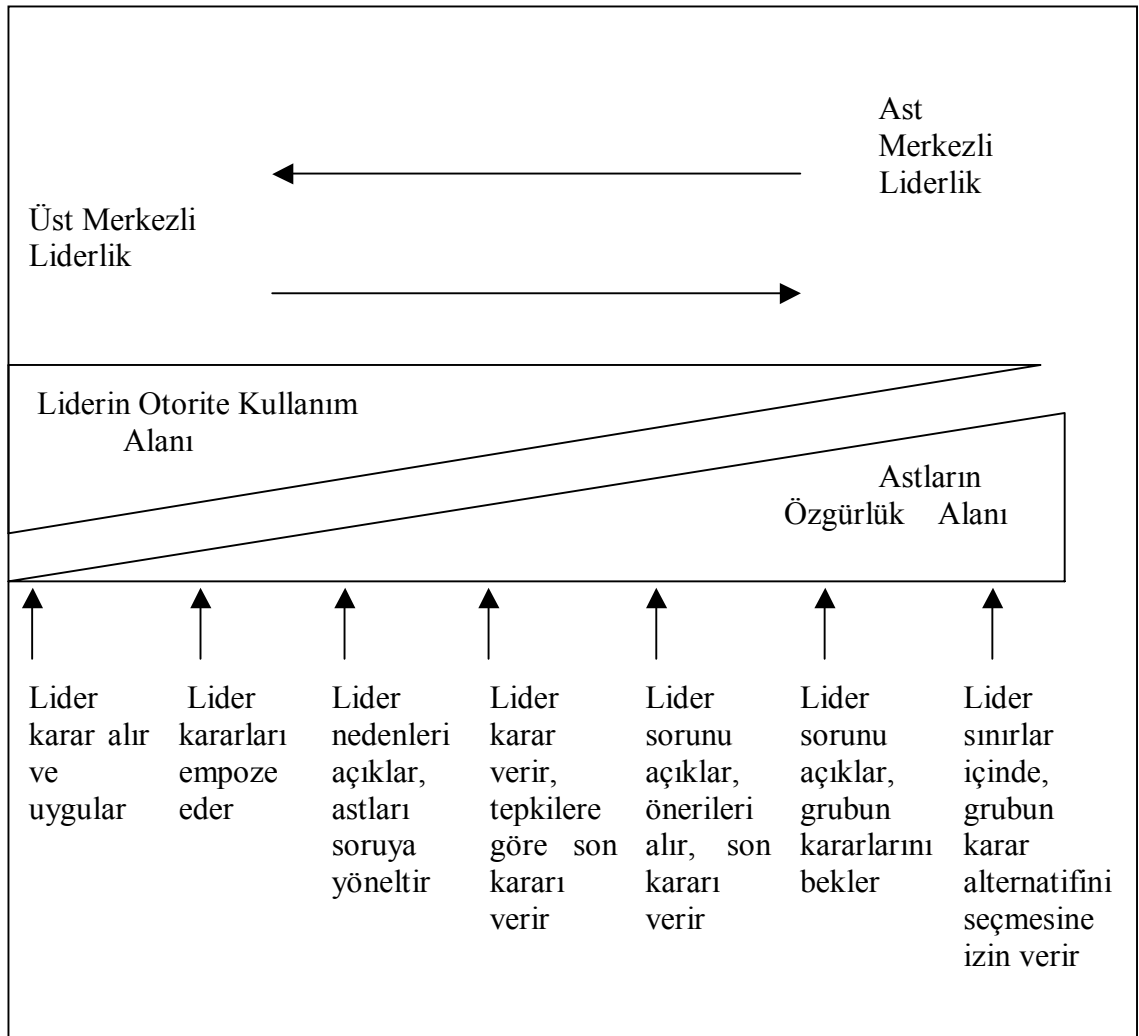 Ast
Merkezli
Liderlik
Üst Merkezli
Liderlik
Liderin Otorite Kullanım
Alanı
Astların
Özgürlük Alanı
Lider
karar alır
ve
uygular
Lider
kararları
empoze
eder
Lider
nedenleri
açıklar,
astları
soruya
yöneltir
Lider
karar
verir,
tepkilere
göre son
kararı
verir
Lider
sorunu
açıklar,
önerileri
alır, son
kararı
verir
Lider
sorunu
açıklar,
grubun
kararlarını
bekler
Lider
sınırlar
içinde,
grubun
karar
alternatifini
seçmesine
izin verir